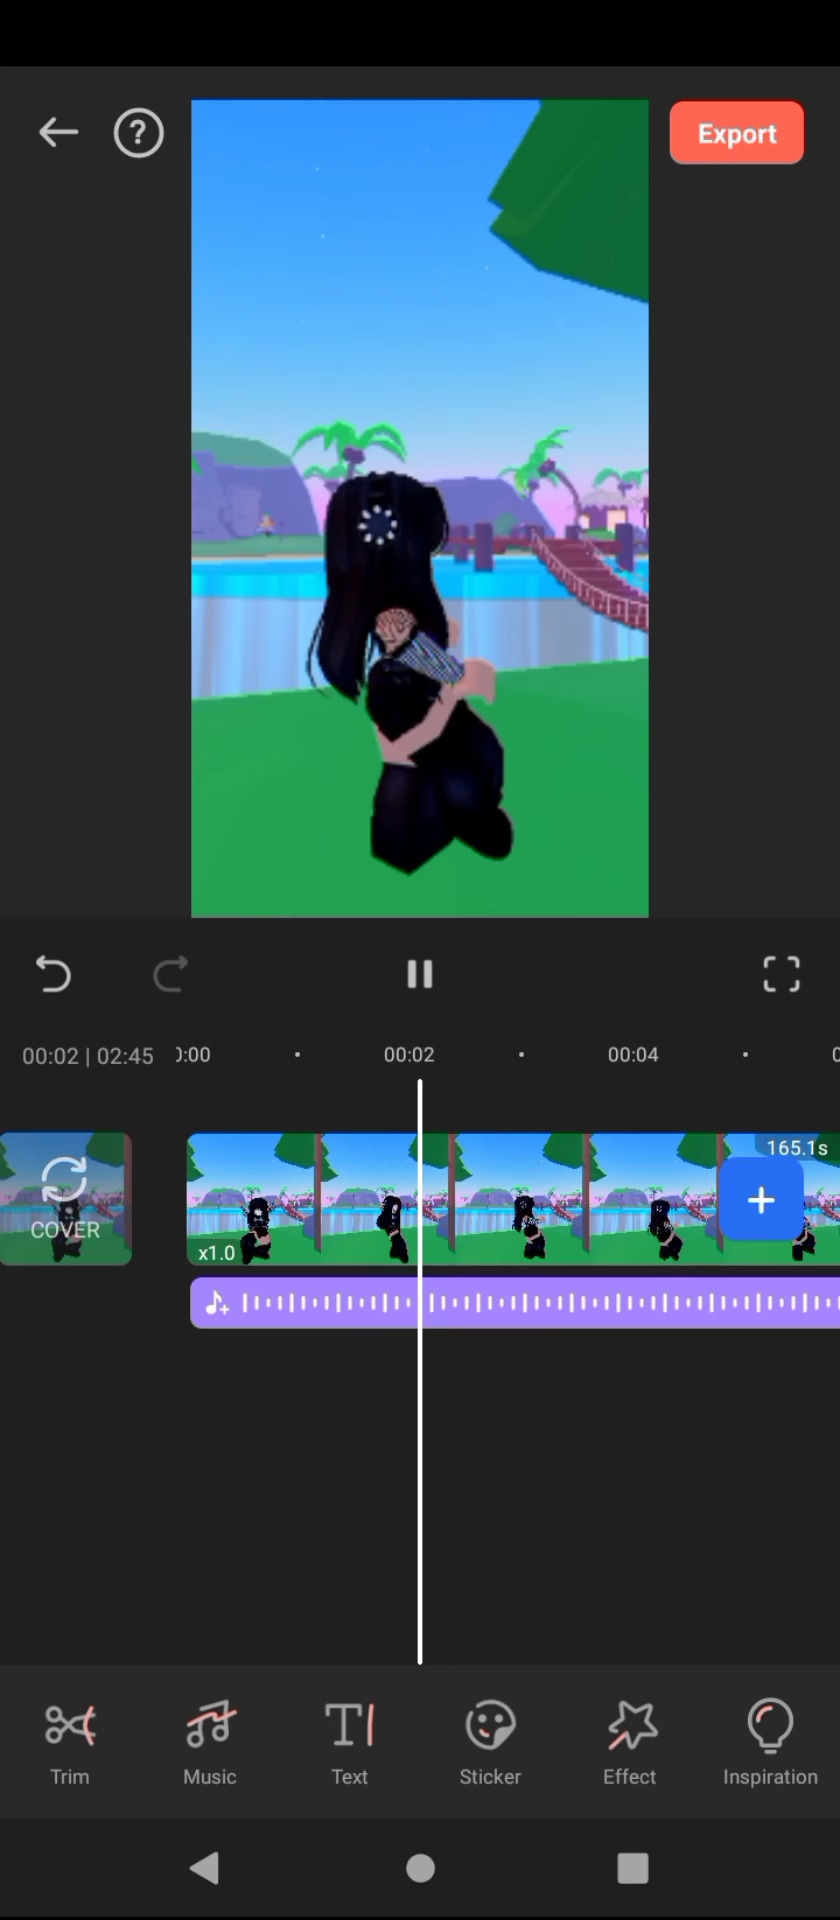 ?
Export
00:02 | 02:45
0:00
00:02
00:04
165.1s
COVER
x1.0
Trim
Music
Text
Sticker
Effect
Inspiration